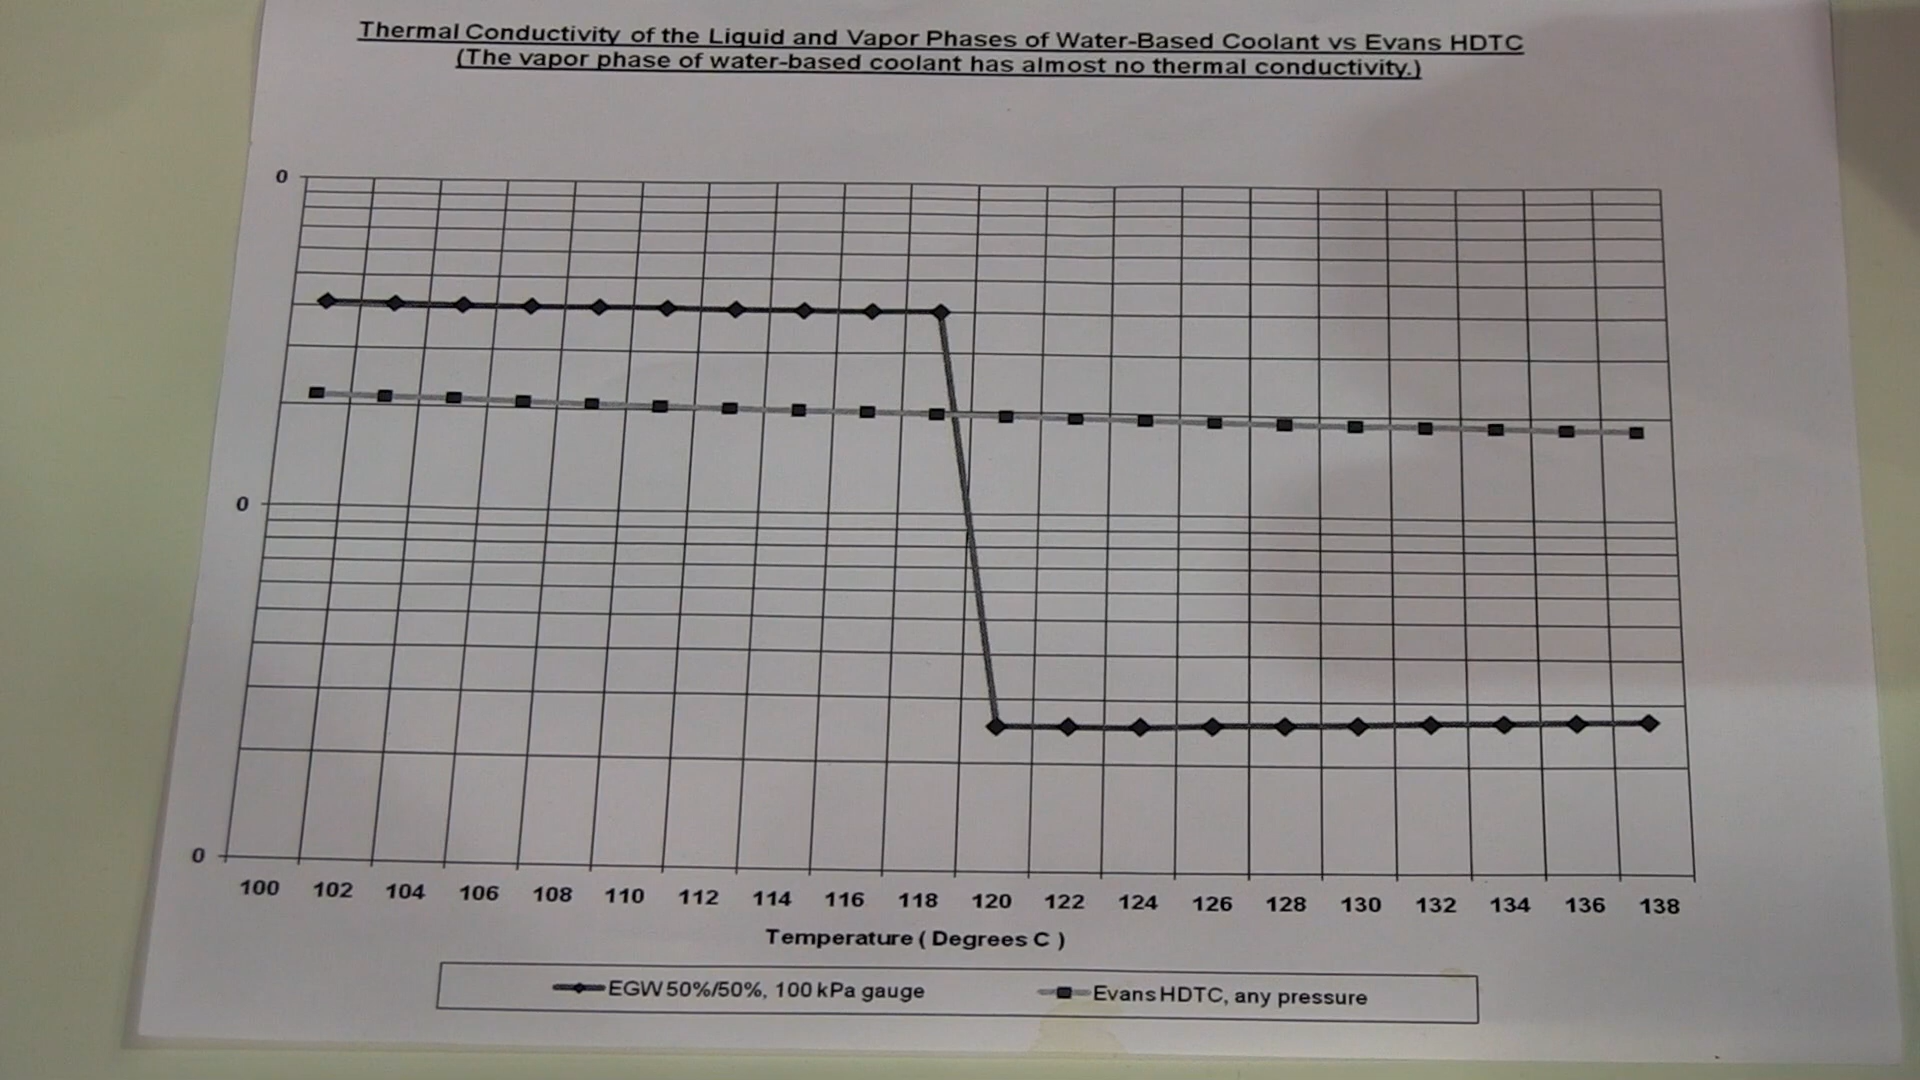 Thermal Conductivity of the Liquid and Vapor Phases of Water-Based Coolant vs Evans HDTC
(The vapor phase of water-based coolant has almost no thermal conductivity.)
0
0
0
100 102 104 106 108 110 112 114 116 118 120 122 124 126 128 130 132 134 136 138
Temperature ( Degrees C )
EGW 50%/50%, 100 kPa gauge Evans HDTC, any pressure